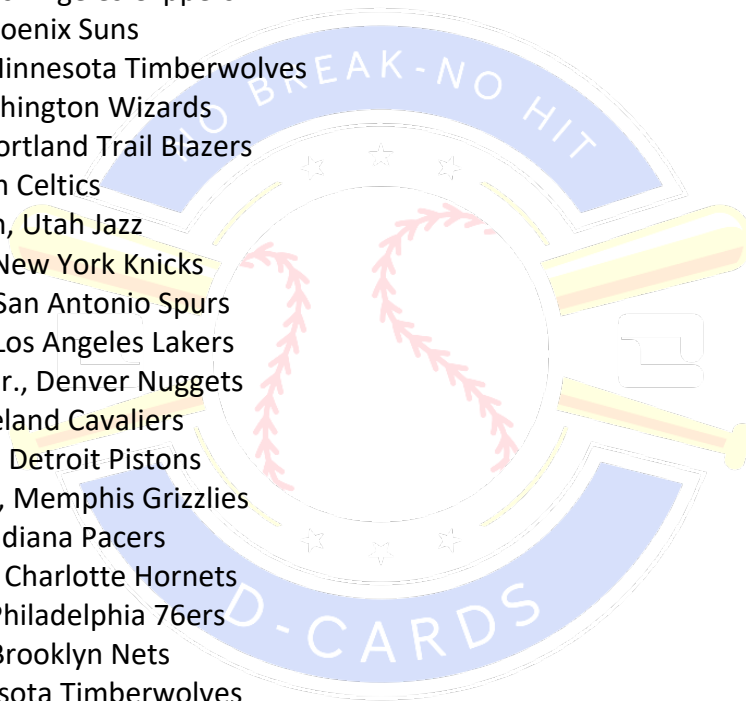 oenix Suns
Minnesota Timberwolves
hington Wizards
ortland Trail Blazers
n Celtics
, Utah Jazz
New York Knicks
San Antonio Spurs
Los Angeles Lakers
r., Denver Nuggets
eland Cavaliers
Detroit Pistons
, Memphis Grizzlies
diana Pacers
Charlotte Hornets
Philadelphia 76ers
Brooklyn Nets
sota Timberwolves
NO BREAK-NO HIT
D-CARDS